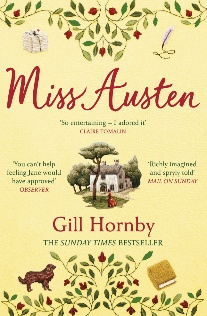 Miss Austen
'So entertaining – I adored it'
CLAIRE TOMALIN
'You can't help
feeling Jane would
have approved'
OBSERVER
'Richly imagined
and spryly told'
MAIL ON SUNDAY
Gill Hornby
THE SUNDAY TIMES BESTSELLER